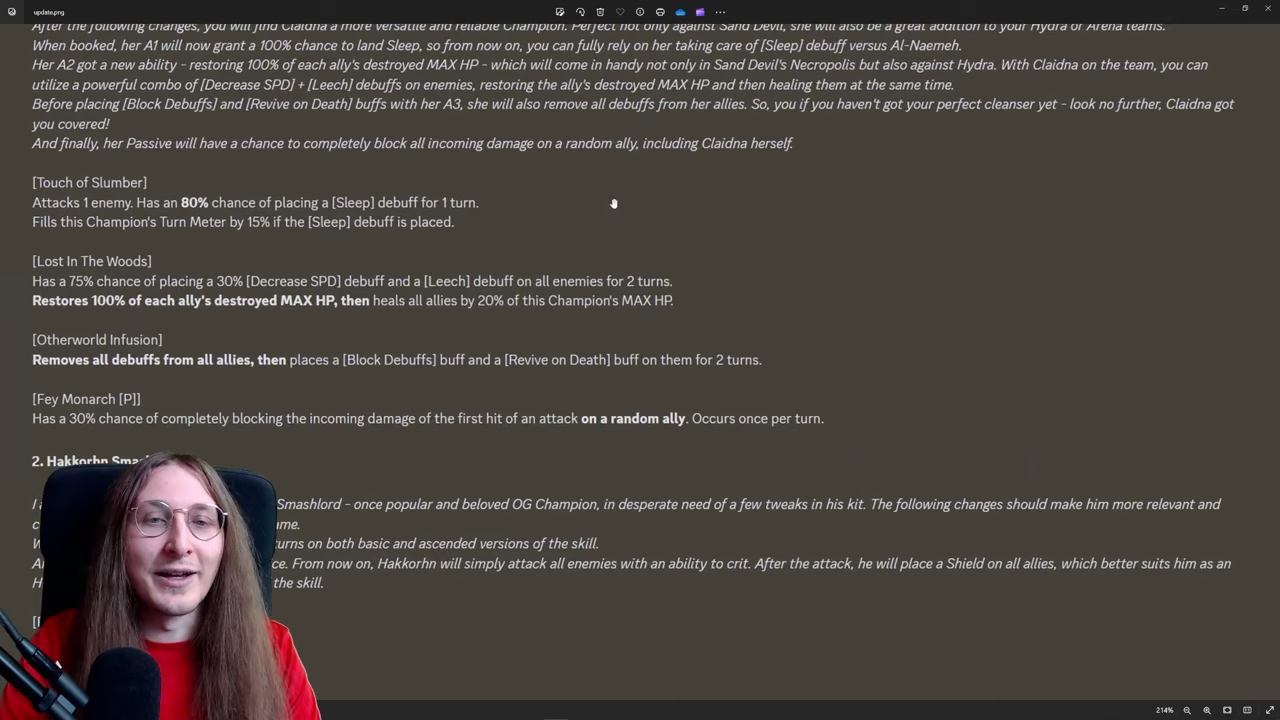 update.png
After the following changes, you will find Claidna a more versatile and reliable Champion. Perfect not only against Sand Devil, she will also be a great addition to your Hydra or Arena teams.
When booked, her A1 will now grant a 100% chance to land Sleep, so from now on, you can fully rely on her taking care of [Sleep] debuff versus Al-Naemeh.
Her A2 got a new ability - restoring 100% of each ally's destroyed MAX HP - which will come in handy not only in Sand Devil's Necropolis but also against Hydra. With Claidna on the team, you can
utilize a powerful combo of [Decrease SPD] + [Leech] debuffs on enemies, restoring the ally's destroyed MAX HP and then healing them at the same time.
Before placing [Block Debuffs] and [Revive on Death] buffs with her A3, she will also remove all debuffs from her allies. So, you if you haven't got your perfect cleanser yet - look no further, Claidna got
you covered!
And finally, her Passive will have a chance to completely block all incoming damage on a random ally, including Claidna herself.
[Touch of Slumber]
Attacks 1 enemy. Has an 80% chance of placing a [Sleep] debuff for 1 turn.
Fills this Champion's Turn Meter by 15% if the [Sleep] debuff is placed.
[Lost In The Woods]
Has a 75% chance of placing a 30% [Decrease SPD] debuff and a [Leech] debuff on all enemies for 2 turns.
Restores 100% of each ally's destroyed MAX HP, then heals all allies by 20% of this Champion's MAX HP.
[Otherworld Infusion]
Removes all debuffs from all allies, then places a [Block Debuffs] buff and a [Revive on Death] buff on them for 2 turns.
[Fey Monarch [P]]
Has a 30% chance of completely blocking the incoming damage of the first hit of an attack on a random ally. Occurs once per turn.
2. Hakkorhn
Smashlord - once popular and beloved OG Champion, in desperate need of a few tweaks in his kit. The following changes should make him more relevant and
turns on both basic and ascended versions of the skill.
From now on, Hakkorhn will simply attack all enemies with an ability to crit. After the attack, he will place a Shield on all allies, which better suits him as an
the skill.
214%